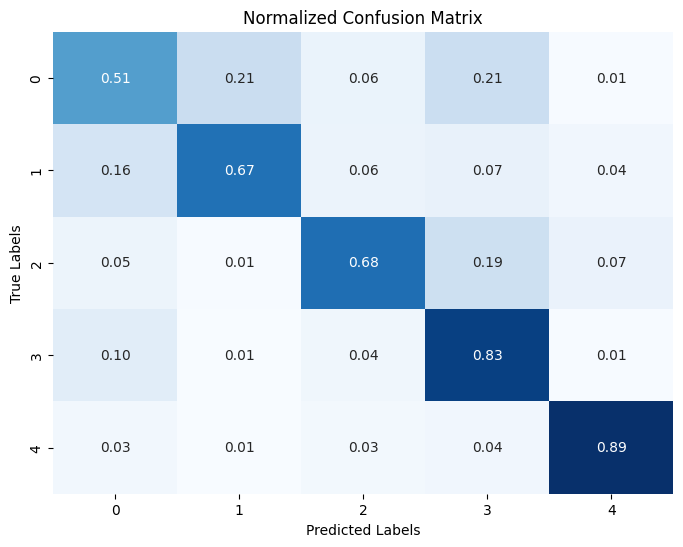 Normalized Confusion Matrix
True Labels
0 0.51 0.21 0.06 0.21 0.01
1 0.16 0.67 0.06 0.07 0.04
2 0.05 0.01 0.68 0.19 0.07
3 0.10 0.01 0.04 0.83 0.01
4 0.03 0.01 0.03 0.04 0.89
0 1 2 3 4
Predicted Labels